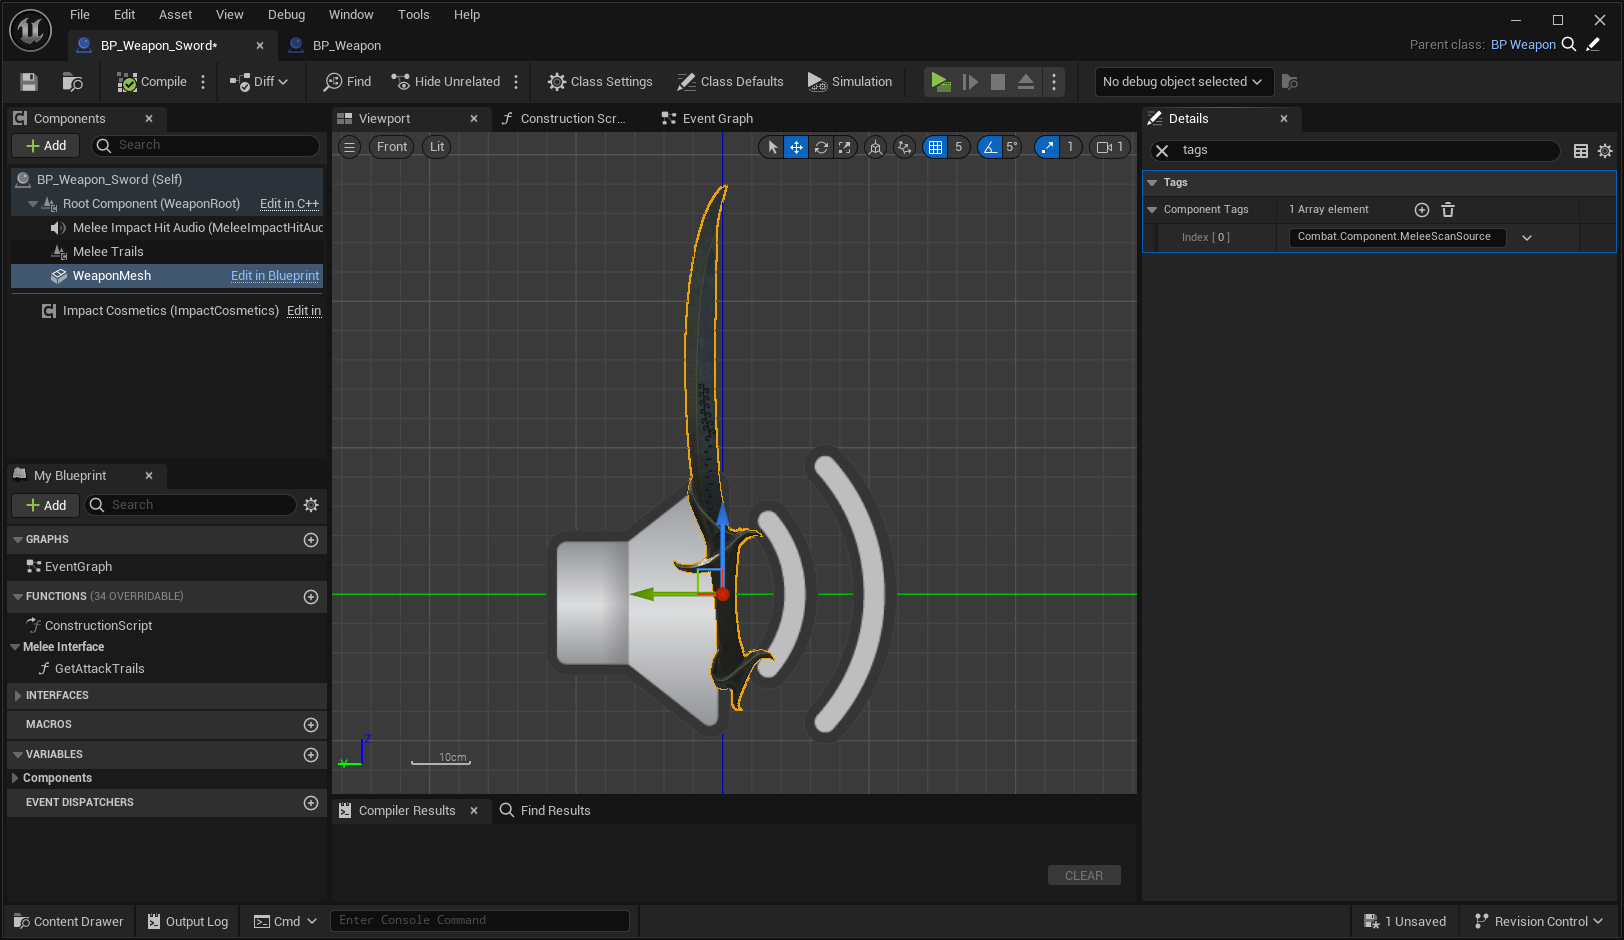 File Edit Asset View Debug Window Tools Help
BP_Weapon_Sword*
BP_Weapon
Parent class: BP Weapon
Compile
Diff
Find
Hide Unrelated
Class Settings
Class Defaults
Simulation
No debug object selected
Components
Add
Search
BP_Weapon_Sword (Self)
Root Component (WeaponRoot) Edit in C++
Melee Impact Hit Audio (MeleeImpactHitAuc
Melee Trails
WeaponMesh Edit in Blueprint
Impact Cosmetics (ImpactCosmetics) Edit in
My Blueprint
Add
Search
GRAPHS
EventGraph
FUNCTIONS (34 OVERRIDABLE)
ConstructionScript
Melee Interface
GetAttackTrails
INTERFACES
MACROS
VARIABLES
Components
EVENT DISPATCHERS
Viewport
Construction Scr...
Event Graph
Front
Lit
5
5°
1
1
Z
Y
10cm
Compiler Results
Find Results
CLEAR
Details
tags
Tags
Component Tags 1 Array element
Index [ 0 ] Combat.Component.MeleeScanSource
Content Drawer
Output Log
Cmd
Enter Console Command
1 Unsaved
Revision Control